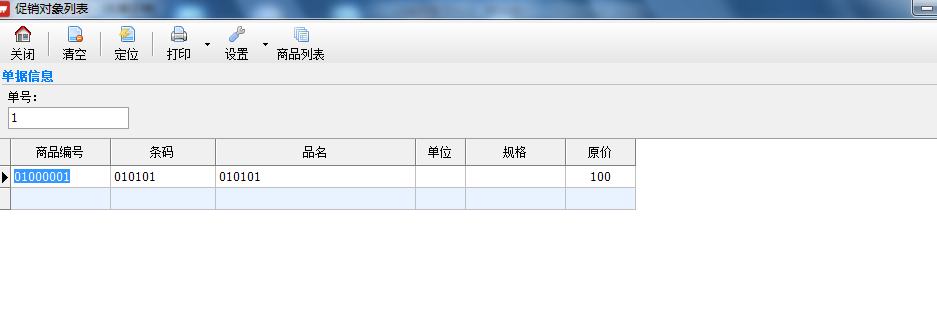 促销对象列表
关闭 清空 定位 打印 设置 商品列表
单据信息
单号:
1
商品编号 条码 品名 单位 规格 原价
01000001 010101 010101 100